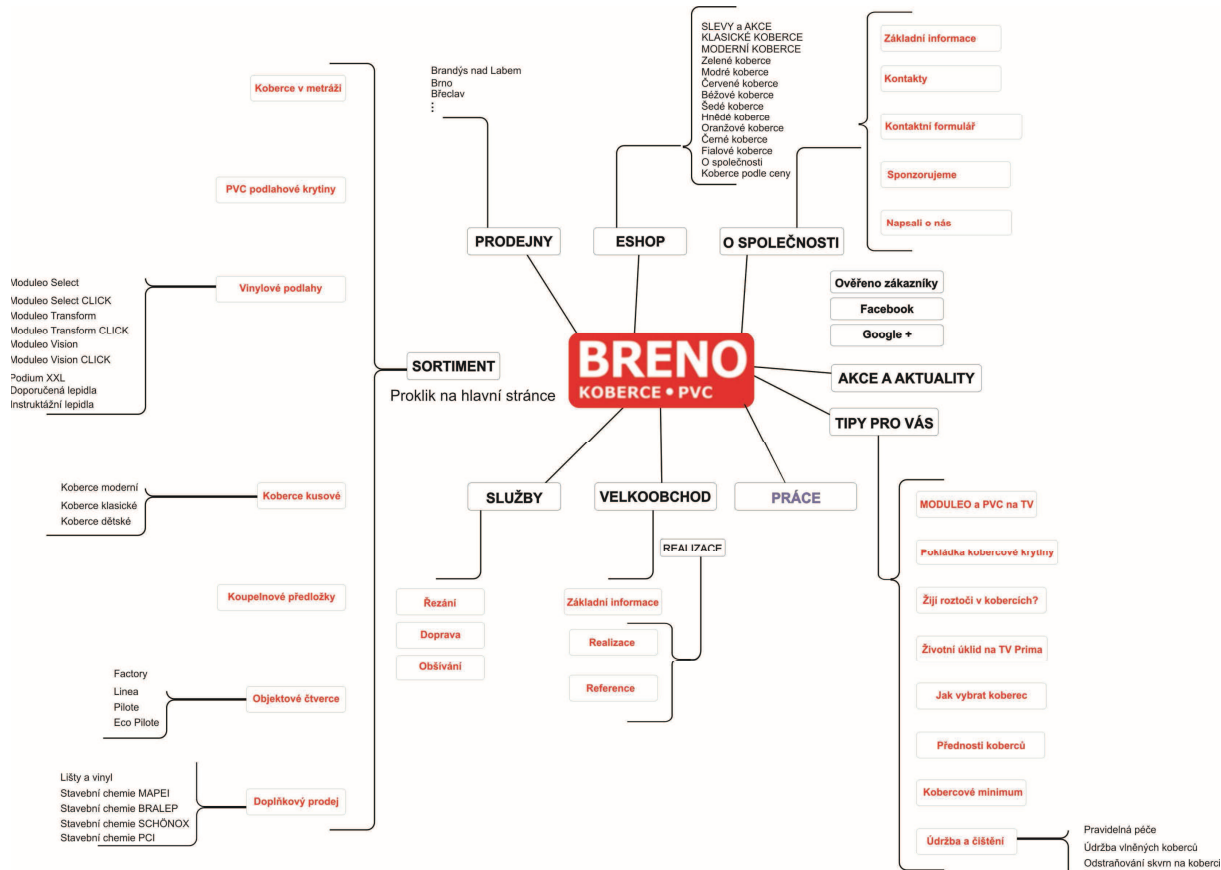 SLEVY a AKCE
KLASICKÉ KOBERCE
MODERNÍ KOBERCE
Zelené koberce
Modré koberce
Červené koberce
Béžové koberce
Šedé koberce
Hnědé koberce
Oranžové koberce
Černé koberce
Fialové koberce
O společnosti
Koberce podle ceny
Brandýs nad Labem
Brno
Břeclav
⋮
Základní informace
Kontakty
Kontaktní formulář
Sponzorujeme
Napsali o nás
PRODEJNY
ESHOP
O SPOLEČNOSTI
Koberce v metráži
PVC podlahové krytiny
Vinylové podlahy
Moduleo Select
Moduleo Select CLICK
Moduleo Transform
Moduleo Transform CLICK
Moduleo Vision
Moduleo Vision CLICK
Podium XXL
Doporučená lepidla
Instruktážní lepidla
SORTIMENT
Proklik na hlavní stránce
BRENO
KOBERCE • PVC
Ověřeno zákazníky
Facebook
Google +
AKCE A AKTUALITY
TIPY PRO VÁS
Koberce kusové
Koberce moderní
Koberce klasické
Koberce dětské
Koupelnové předložky
Objektové čtverce
Factory
Linea
Pilote
Eco Pilote
Doplňkový prodej
Lišty a vinyl
Stavební chemie MAPEI
Stavební chemie BRALEP
Stavební chemie SCHÖNOX
Stavební chemie PCI
SLUŽBY
VELKOOBCHOD
PRÁCE
REALIZACE
Řezání
Doprava
Obšívání
Základní informace
Realizace
Reference
MODULEO a PVC na TV
Pokládka kobercové krytiny
Žijí roztoči v kobercích?
Životní úklid na TV Prima
Jak vybrat koberec
Přednosti koberců
Kobercové minimum
Údržba a čištění
Pravidelná péče
Údržba vlněných koberců
Odstraňování skvrn na koberci